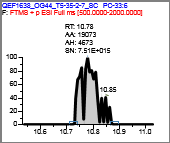 QEF1638_OG44_T5-35-2-7_SC PC-33:6
F: FTMS + p ESI Full ms [500.0000-2000.0000]
RT: 10.78
AA: 19073
AH: 4573
SN: 7.51E+015
100
80
60
40
20
0
10.85
10.6 10.7 10.8 10.9 11.0